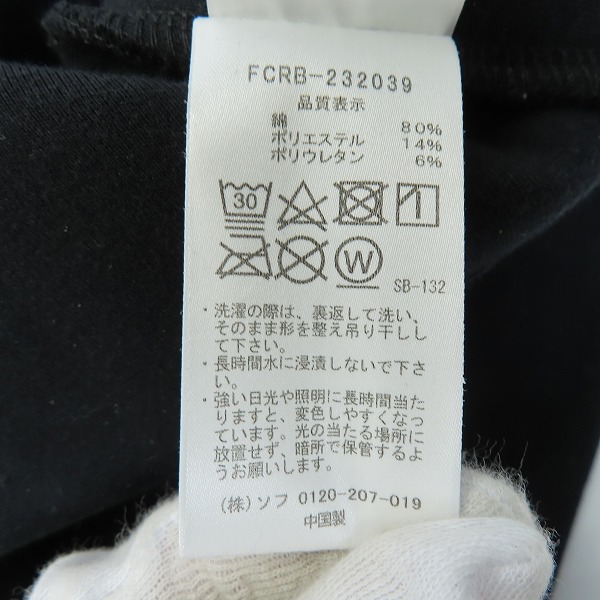 FCRB-232039
品質表示
綿 80%
ポリエステル 14%
ポリウレタン 6%
30
W
SB-132
・洗濯の際は、裏返して洗い、
そのまま形を整え吊り干しし
て下さい。
・長時間水に浸漬しないで下さ
い。
・強い日光や照明に長時間当た
りますと、変色しやすくなっ
ています。光の当たる場所に
放置せず、暗所で保管するよ
うお願いします。
(株)ソフ 0120-207-019
中国製